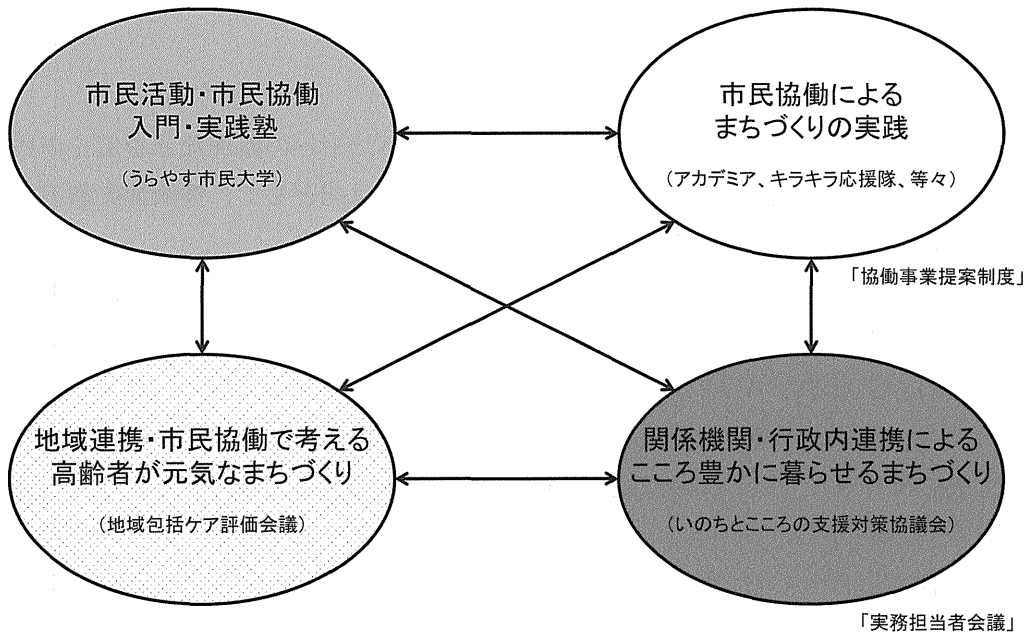 市民活動・市民協働
入門・実践塾
（うらやす市民大学）
市民協働による
まちづくりの実践
（アカデミア、キラキラ応援隊、等々）
「協働事業提案制度」
地域連携・市民協働で考える
高齢者が元気なまちづくり
（地域包括ケア評価会議）
関係機関・行政内連携による
こころ豊かに暮らせるまちづくり
（いのちとこころの支援対策協議会）
「実務担当者会議」